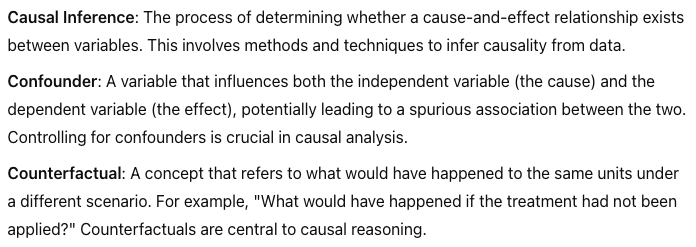 Causal Inference: The process of determining whether a cause-and-effect relationship exists
between variables. This involves methods and techniques to infer causality from data.
Confounder: A variable that influences both the independent variable (the cause) and the
dependent variable (the effect), potentially leading to a spurious association between the two.
Controlling for confounders is crucial in causal analysis.
Counterfactual: A concept that refers to what would have happened to the same units under
a different scenario. For example, "What would have happened if the treatment had not been
applied?" Counterfactuals are central to causal reasoning.